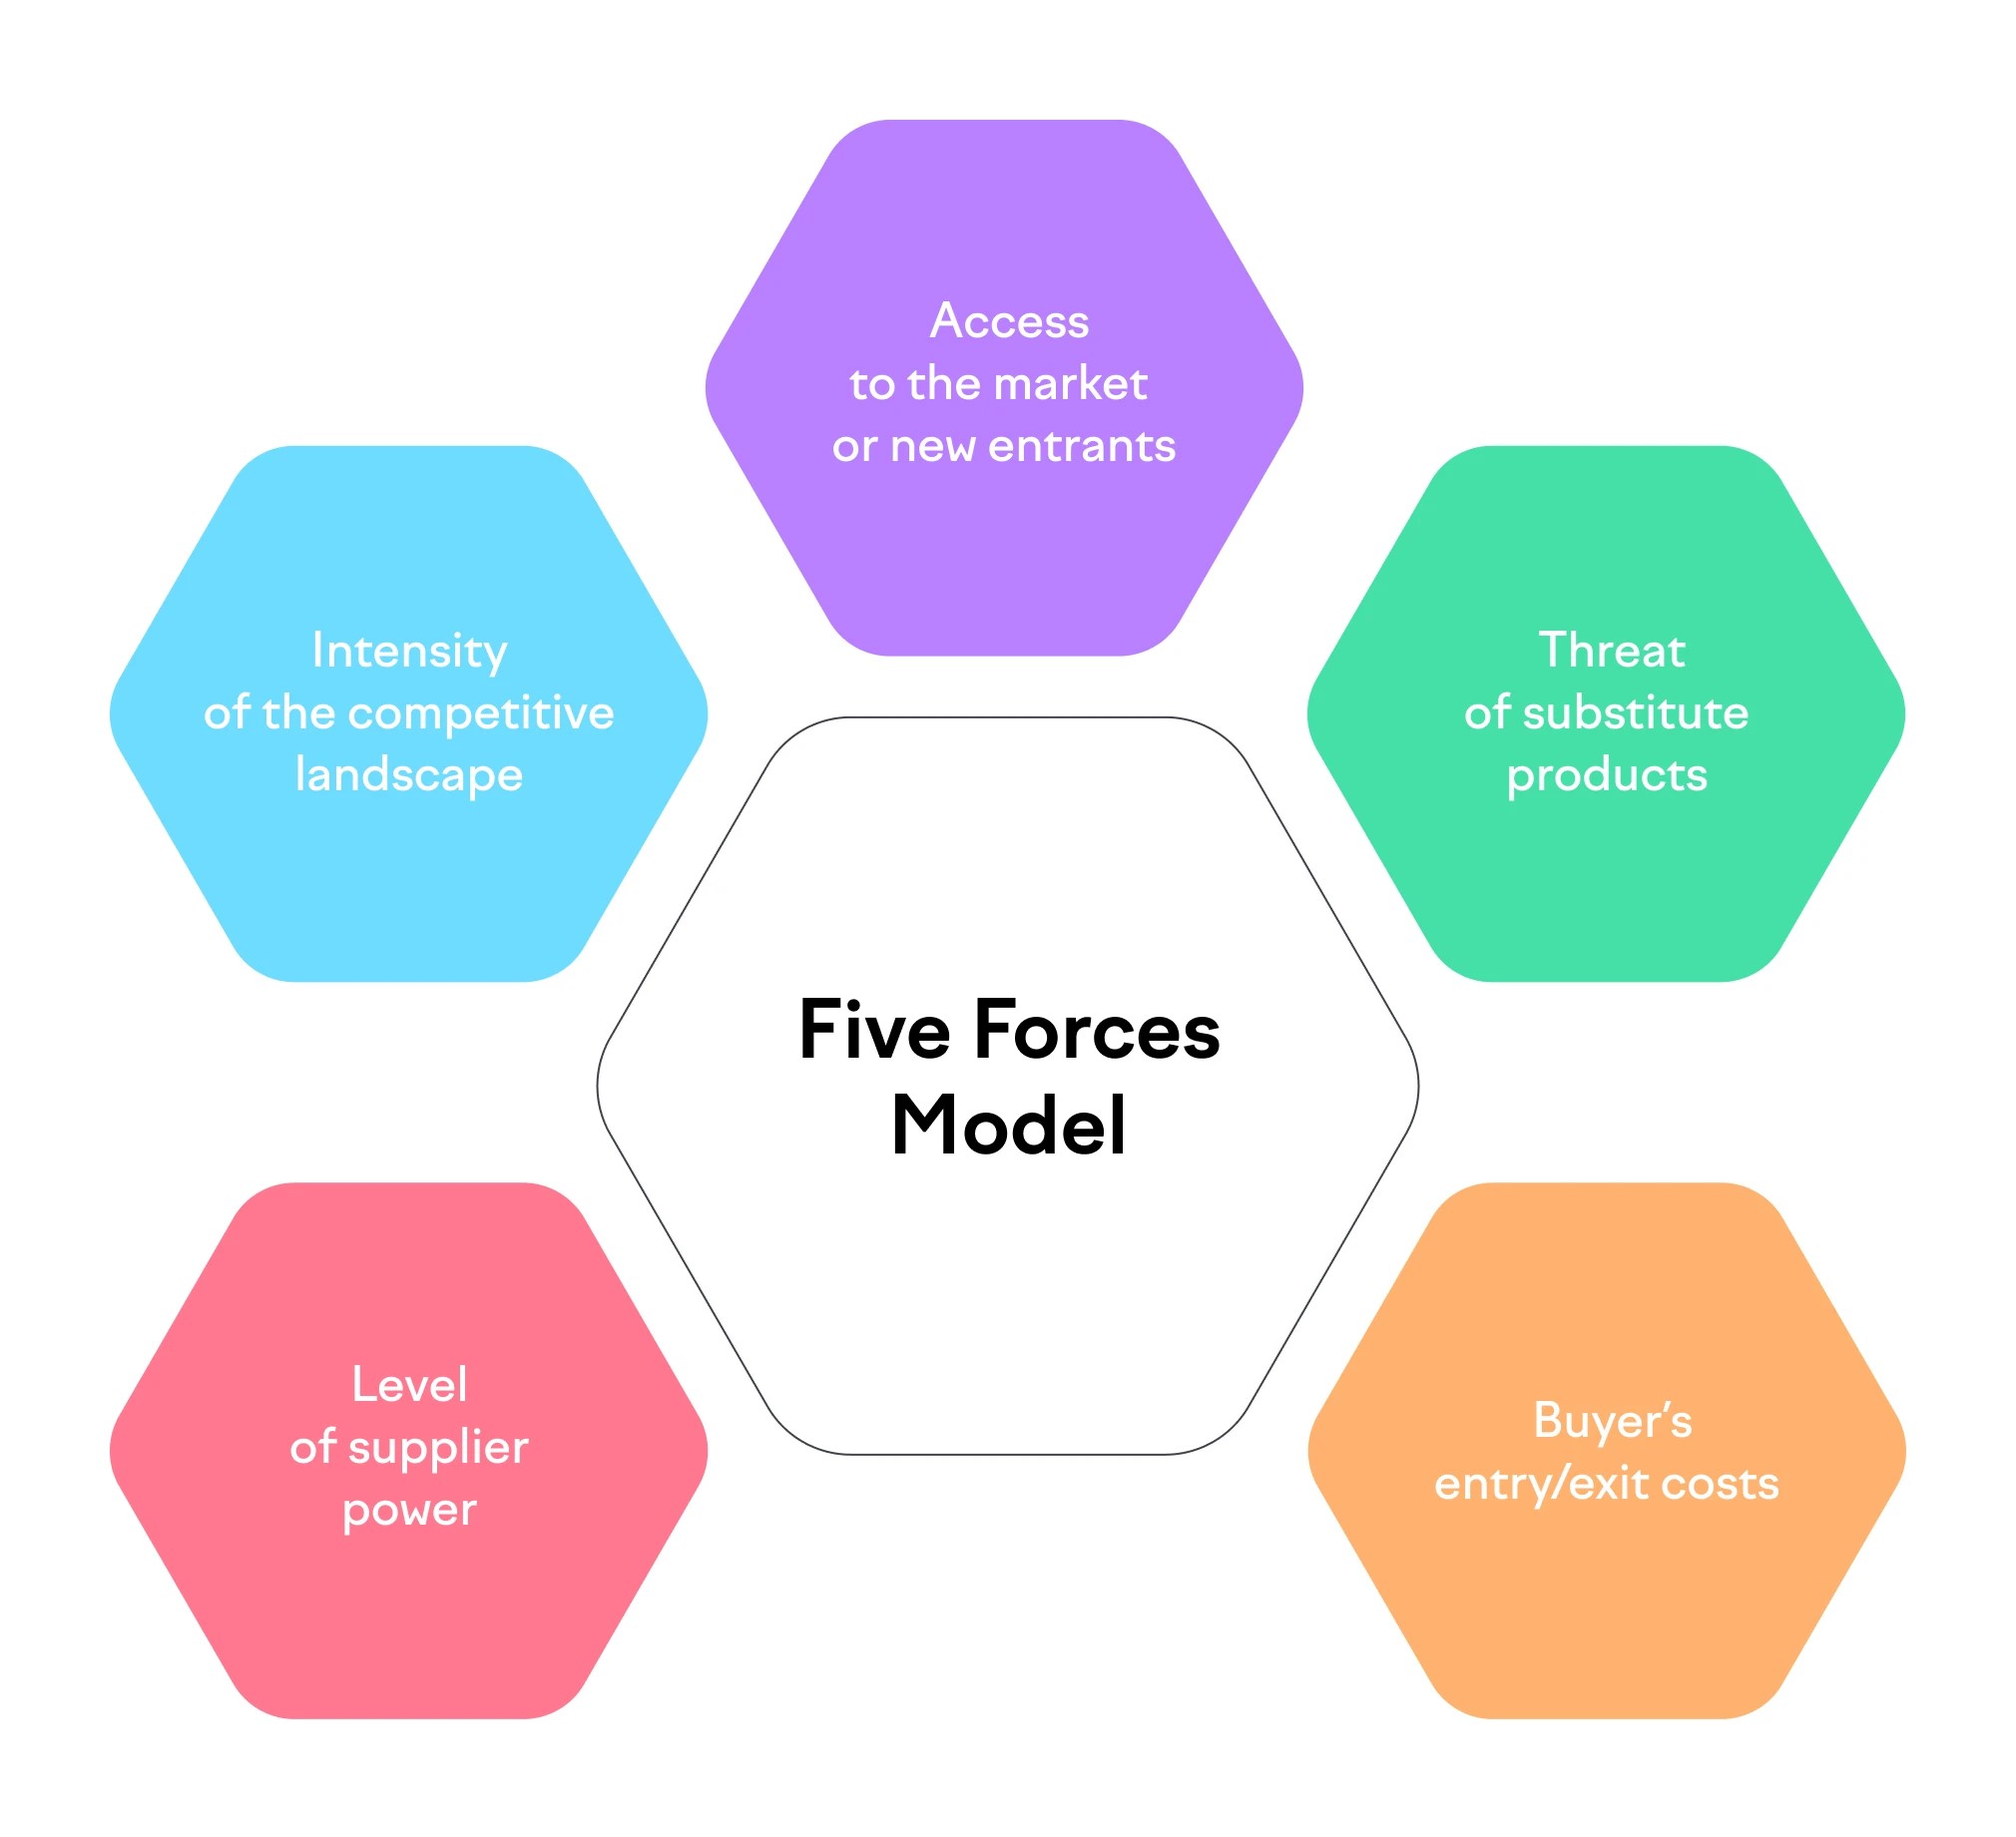 Access
to the market
or new entrants
Intensity
of the competitive
landscape
Threat
of substitute
products
Five Forces
Model
Level
of supplier
power
Buyer’s
entry/exit costs